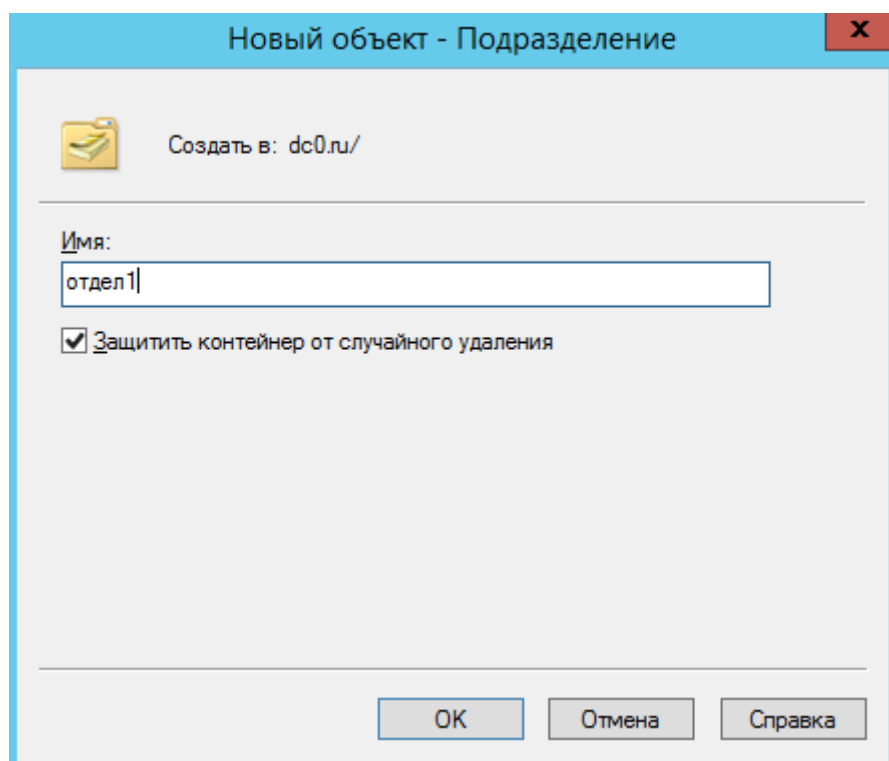 Новый объект - Подразделение
x
Создать в: dc0.ru/
Имя:
отдел1
Защитить контейнер от случайного удаления
OK Отмена Справка